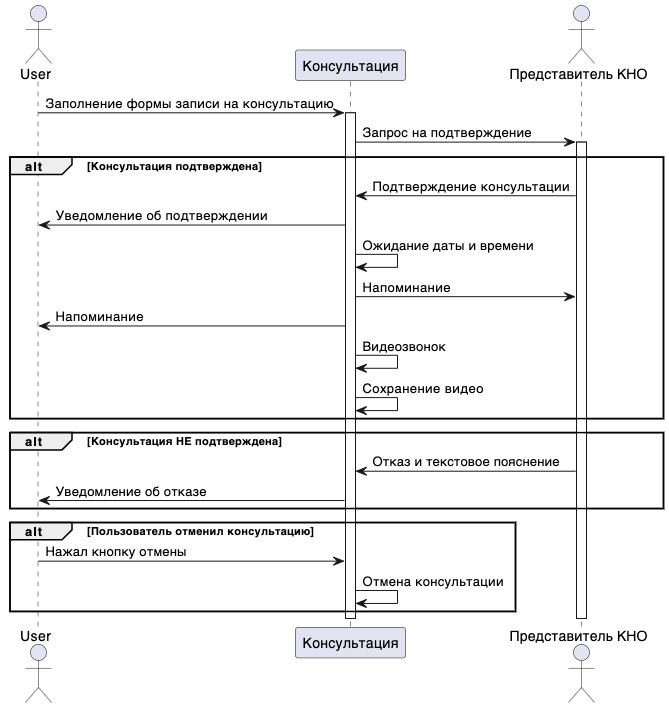 User
Консультация
Представитель КНО
Заполнение формы записи на консультацию
Запрос на подтверждение
alt [Консультация подтверждена]
Подтверждение консультации
Уведомление об подтверждении
Ожидание даты и времени
Напоминание
Напоминание
Видеозвонок
Сохранение видео
alt [Консультация НЕ подтверждена]
Отказ и текстовое пояснение
Уведомление об отказе
alt [Пользователь отменил консультацию]
Нажал кнопку отмены
Отмена консультации
User
Консультация
Представитель КНО